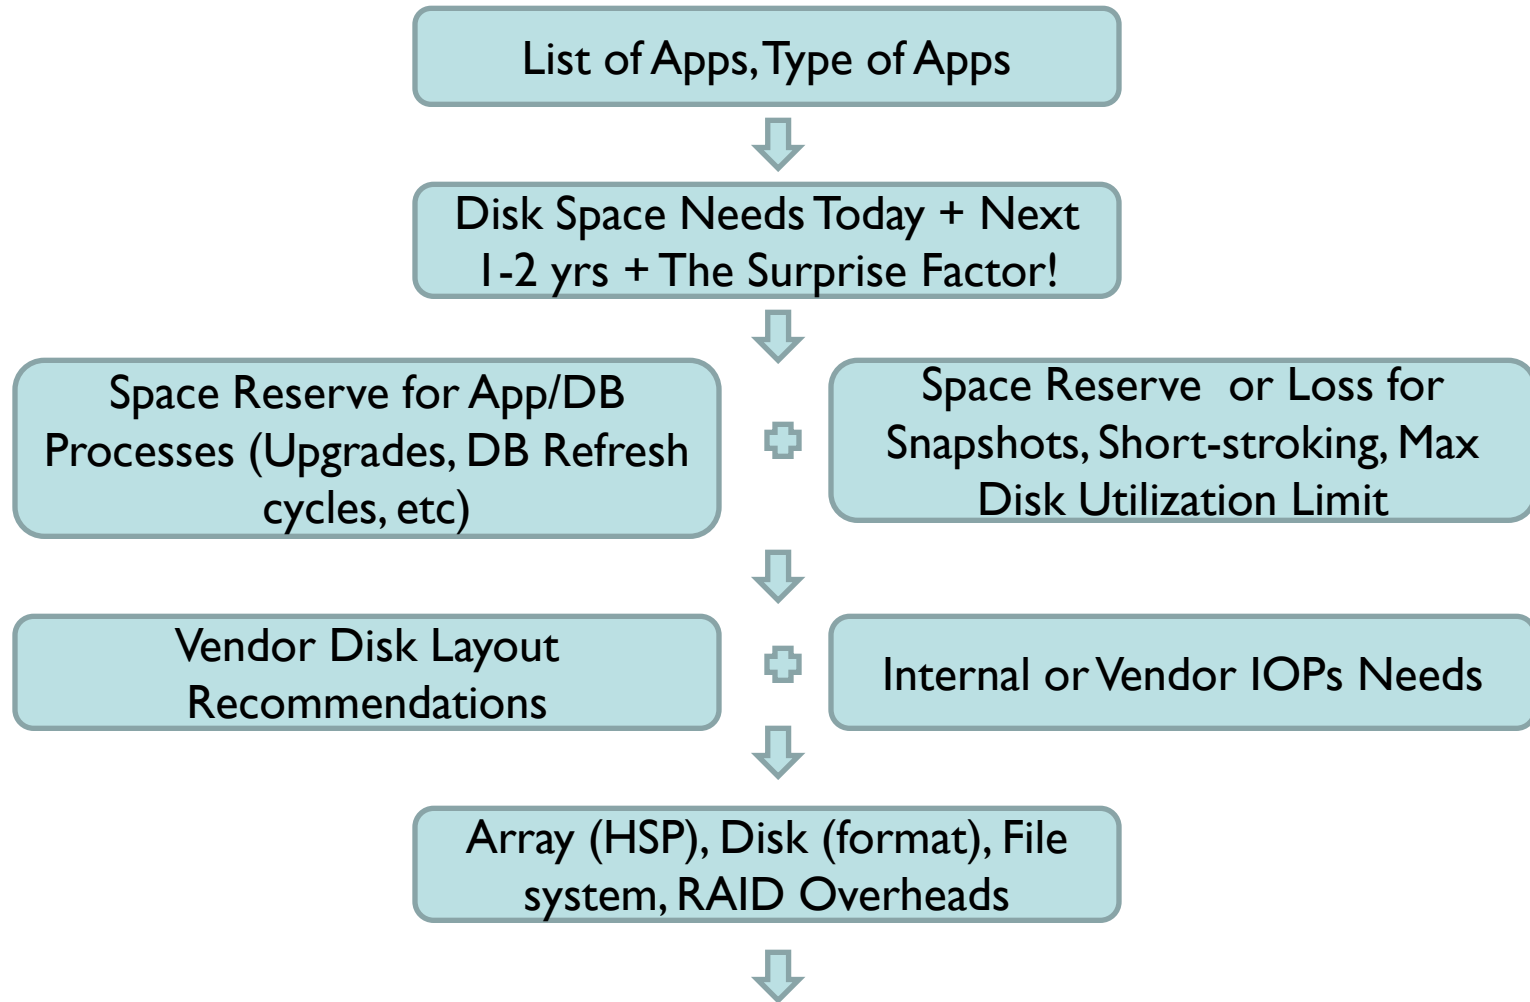 List of Apps, Type of Apps
Disk Space Needs Today + Next
1-2 yrs + The Surprise Factor!
Space Reserve for App/DB
Processes (Upgrades, DB Refresh
cycles, etc)
Space Reserve or Loss for
Snapshots, Short-stroking, Max
Disk Utilization Limit
Vendor Disk Layout
Recommendations
Internal or Vendor IOPs Needs
Array (HSP), Disk (format), File
system, RAID Overheads